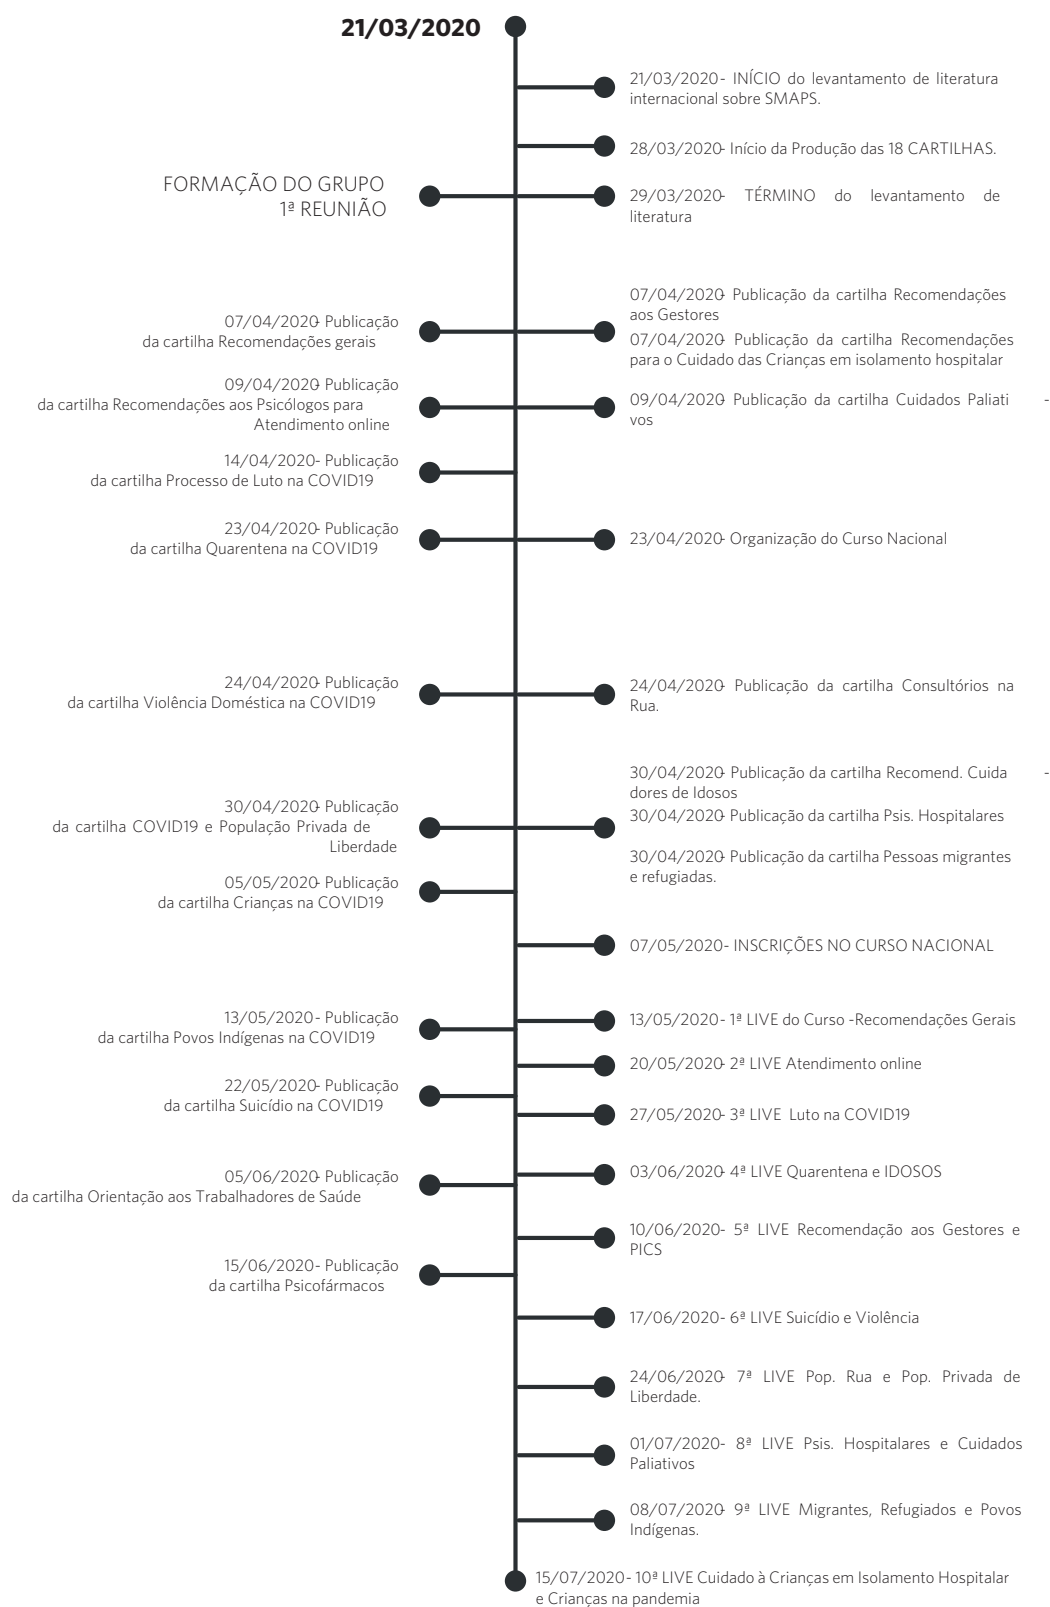 21/03/2020
21/03/2020- INÍCIO do levantamento de literatura
internacional sobre SMAPS.
28/03/2020- Início da Produção das 18 CARTILHAS.
FORMAÇÃO DO GRUPO
1ª REUNIÃO
29/03/2020- TÉRMINO do levantamento de
literatura
07/04/2020- Publicação
da cartilha Recomendações gerais
07/04/2020- Publicação da cartilha Recomendações
aos Gestores
07/04/2020- Publicação da cartilha Recomendações
para o Cuidado das Crianças em isolamento hospitalar
09/04/2020- Publicação
da cartilha Recomendações aos Psicólogos para
Atendimento online
09/04/2020- Publicação da cartilha Cuidados Paliati -
vos
14/04/2020- Publicação
da cartilha Processo de Luto na COVID19
23/04/2020- Publicação
da cartilha Quarentena na COVID19
23/04/2020- Organização do Curso Nacional
24/04/2020- Publicação
da cartilha Violência Doméstica na COVID19
24/04/2020- Publicação da cartilha Consultórios na
Rua.
30/04/2020- Publicação
da cartilha COVID19 e População Privada de
Liberdade
30/04/2020- Publicação da cartilha Recomend. Cuida -
dores de Idosos
30/04/2020- Publicação da cartilha Psis. Hospitalares
30/04/2020- Publicação da cartilha Pessoas migrantes
e refugiadas.
05/05/2020- Publicação
da cartilha Crianças na COVID19
07/05/2020- INSCRIÇÕES NO CURSO NACIONAL
13/05/2020- Publicação
da cartilha Povos Indígenas na COVID19
13/05/2020- 1ª LIVE do Curso -Recomendações Gerais
20/05/2020- 2ª LIVE Atendimento online
22/05/2020- Publicação
da cartilha Suicídio na COVID19
27/05/2020- 3ª LIVE Luto na COVID19
03/06/2020- 4ª LIVE Quarentena e IDOSOS
05/06/2020- Publicação
da cartilha Orientação aos Trabalhadores de Saúde
10/06/2020- 5ª LIVE Recomendação aos Gestores e
PICS
15/06/2020- Publicação
da cartilha Psicofármacos
17/06/2020- 6ª LIVE Suicídio e Violência
24/06/2020- 7ª LIVE Pop. Rua e Pop. Privada de
Liberdade.
01/07/2020- 8ª LIVE Psis. Hospitalares e Cuidados
Paliativos
08/07/2020- 9ª LIVE Migrantes, Refugiados e Povos
Indígenas.
15/07/2020- 10ª LIVE Cuidado à Crianças em Isolamento Hospitalar
e Crianças na pandemia